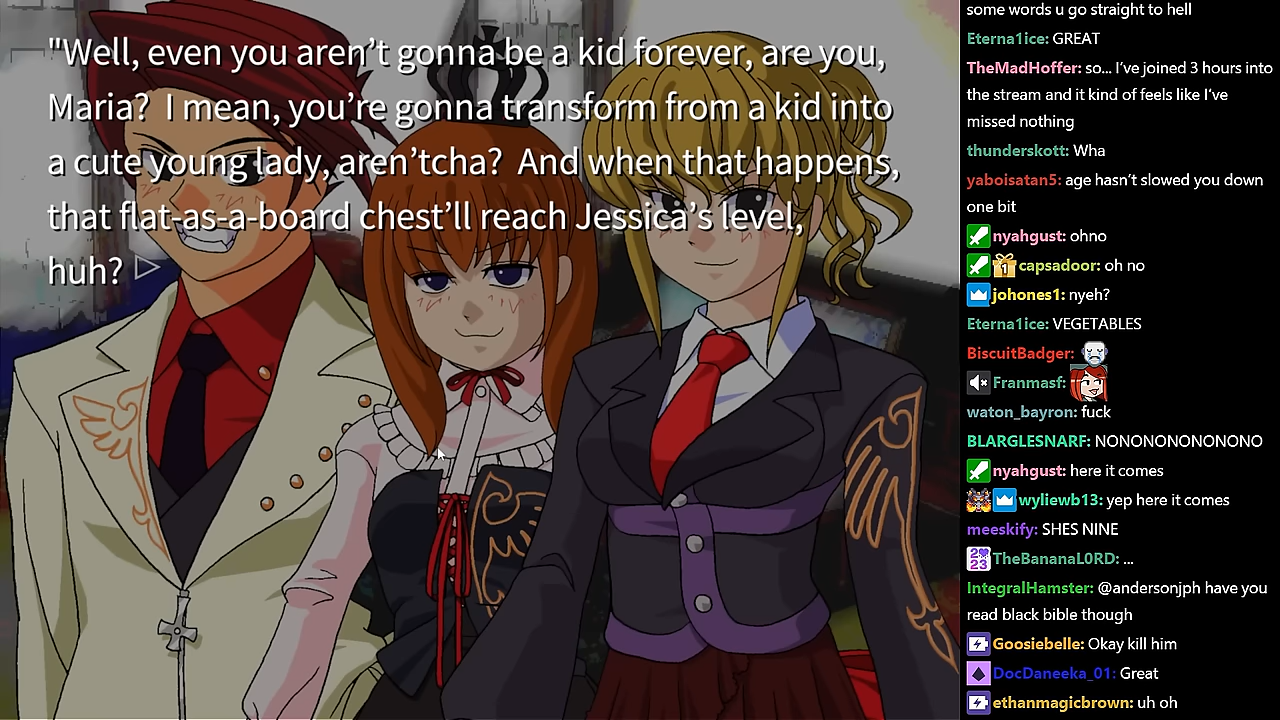 "Well, even you aren't gonna be a kid forever, are you,
Maria?  I mean, you're gonna transform from a kid into
a cute young lady, aren'tcha?  And when that happens,
that flat-as-a-board chest'll reach Jessica's level,
huh?
some words u go straight to hell
Eterna1ice: GREAT
TheMadHoffer: so... I've joined 3 hours into
the stream and it kind of feels like I've
missed nothing
thunderskott: Wha
yaboisatan5: age hasn't slowed you down
one bit
nyahgust: ohno
1 capsadoor: oh no
johones1: nyeh?
Eterna1ice: VEGETABLES
BiscuitBadger:
Franmasf:
waton_bayron: fuck
BLARGLESNARF: NONONONONONONO
nyahgust: here it comes
wyliewb13: yep here it comes
meeskify: SHES NINE
2023 TheBananaL0RD: ...
IntegralHamster: @andersonjph have you
read black bible though
Goosiebelle: Okay kill him
DocDaneeka_01: Great
ethanmagicbrown: uh oh